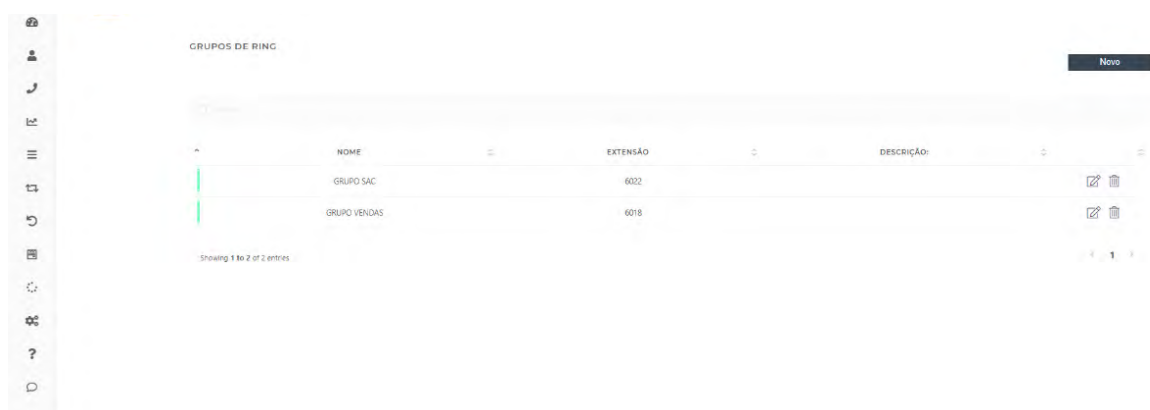 GRUPOS DE RING
Novo
NOME EXTENSÃO DESCRIÇÃO:
GRUPO SAC 6022
GRUPO VENDAS 6018
Showing 1 to 2 of 2 entries 1